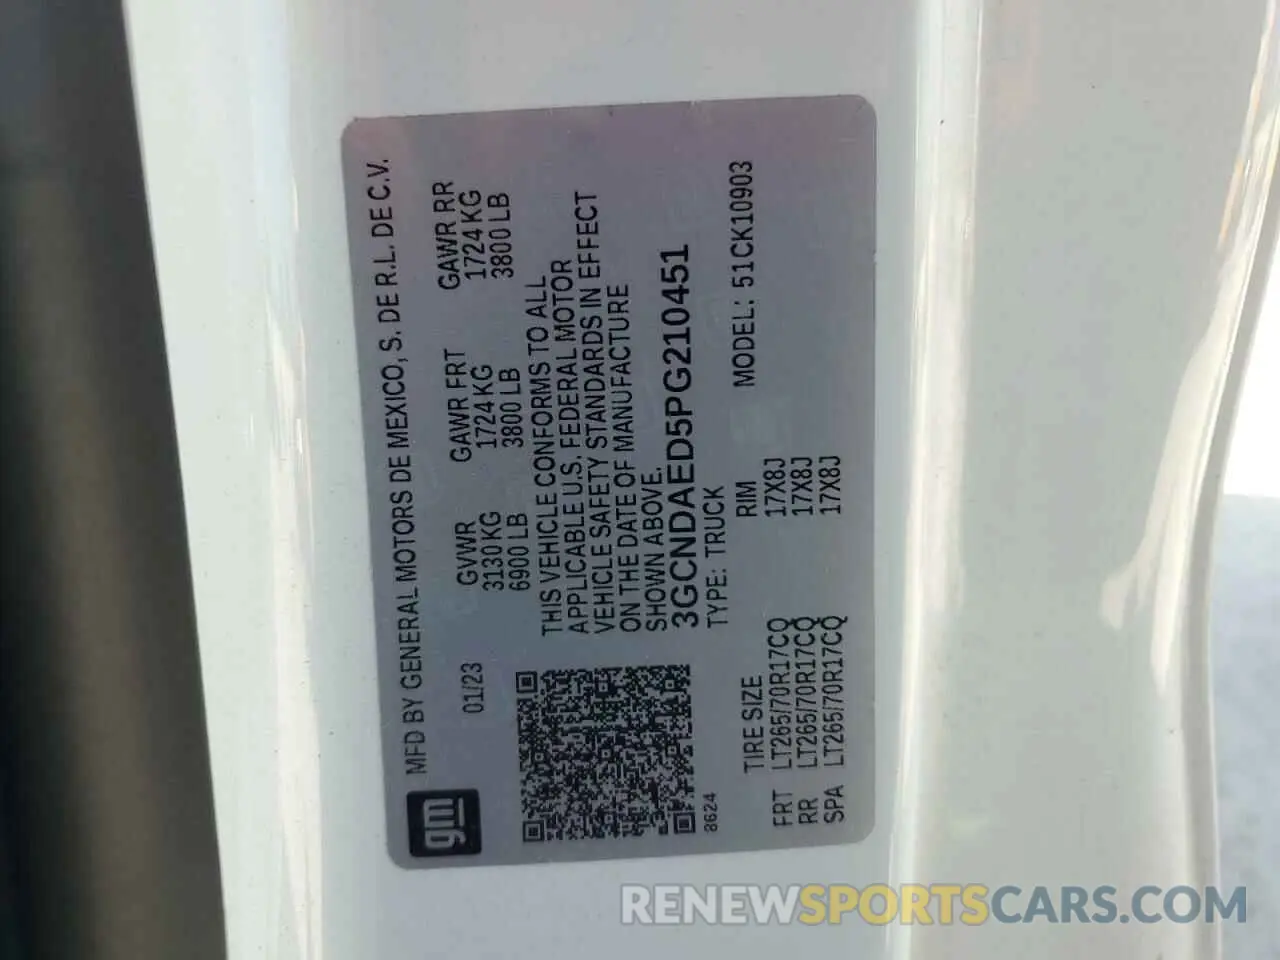 gm
MFD BY GENERAL MOTORS DE MEXICO, S. DE R.L. DE C.V.
01/23
GVWR GAWR FRT GAWR RR
3130 KG 1724 KG 1724 KG
6900 LB 3800 LB 3800 LB
THIS VEHICLE CONFORMS TO ALL
APPLICABLE U.S. FEDERAL MOTOR
VEHICLE SAFETY STANDARDS IN EFFECT
ON THE DATE OF MANUFACTURE
SHOWN ABOVE.
3GCNDAED5PG210451
8624 TYPE: TRUCK
TIRE SIZE RIM MODEL: 51CK10903
FRT LT265/70R17CQ 17X8J
RR LT265/70R17CQ 17X8J
SPA LT265/70R17CQ 17X8J
RENEWSPORTSCARS.COM